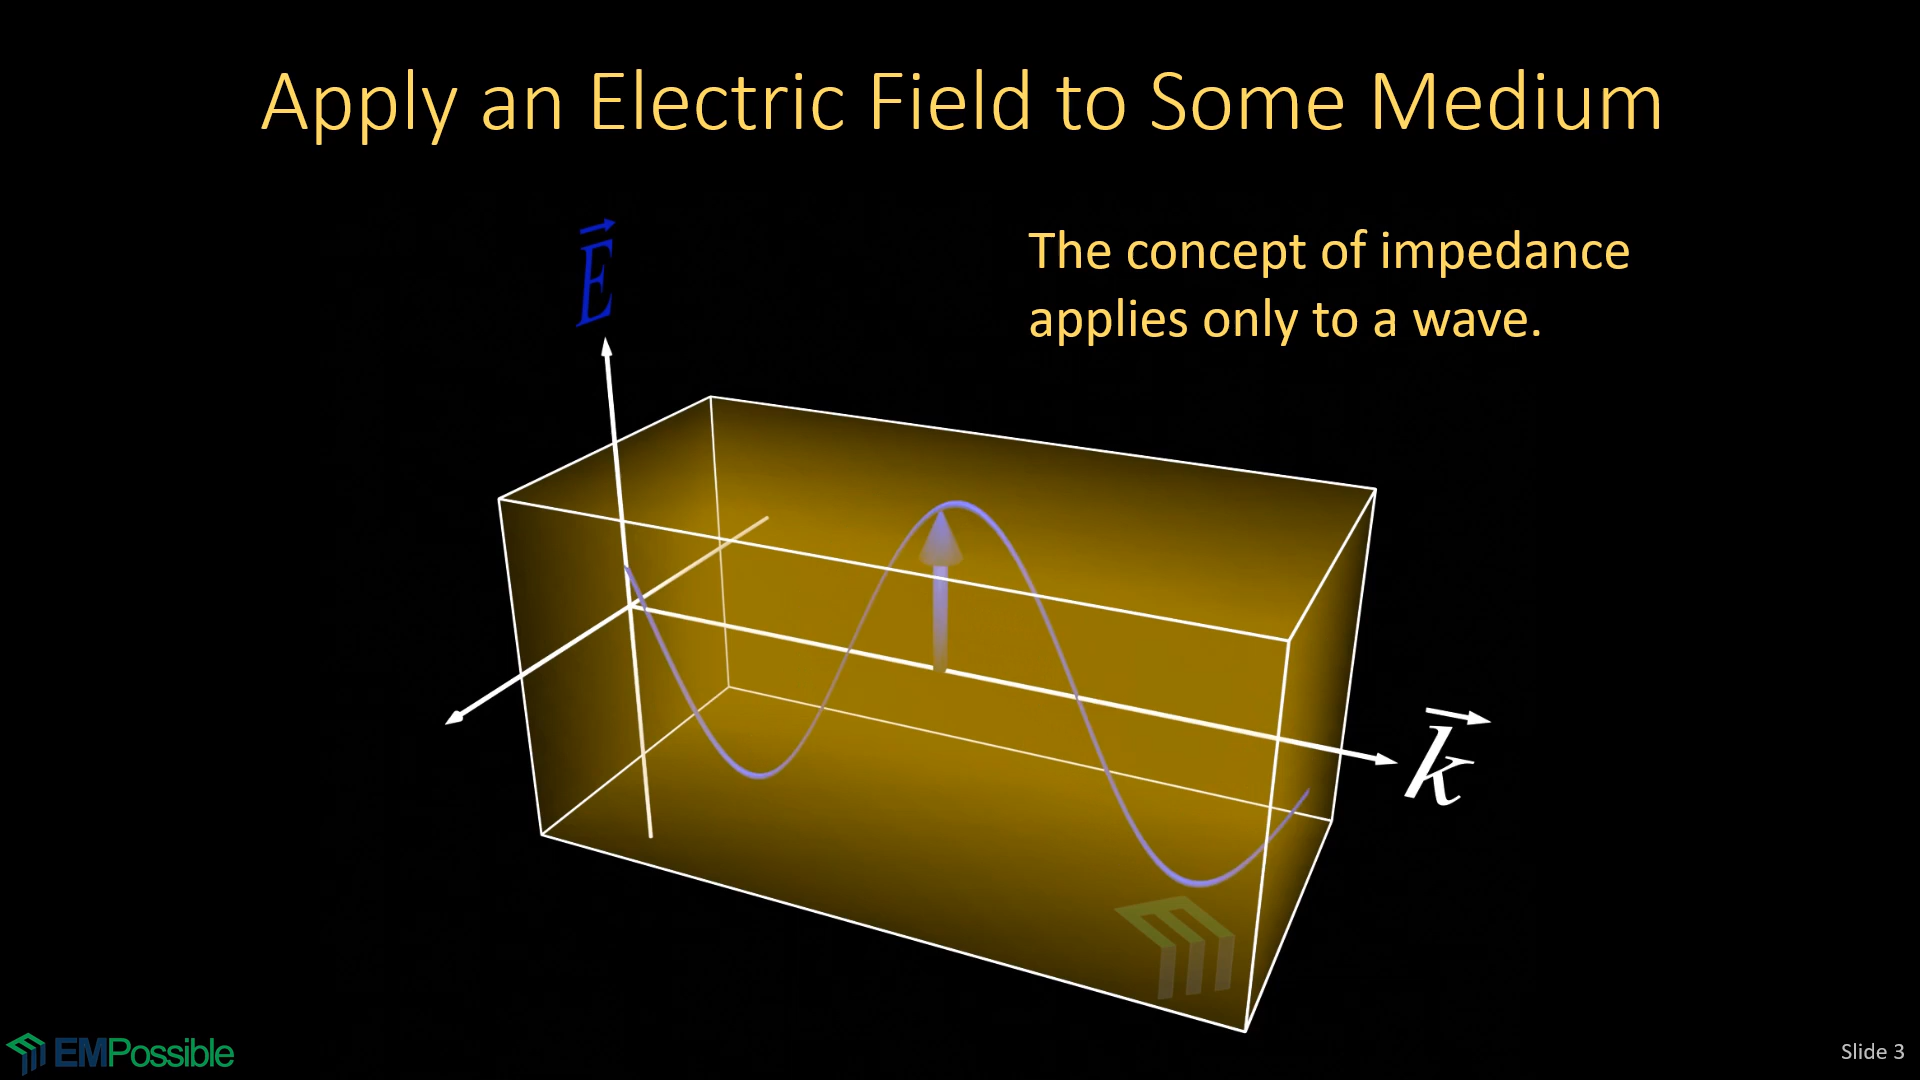 Apply an Electric Field to Some Medium
E
The concept of impedance
applies only to a wave.
k
EMPossible
Slide 3